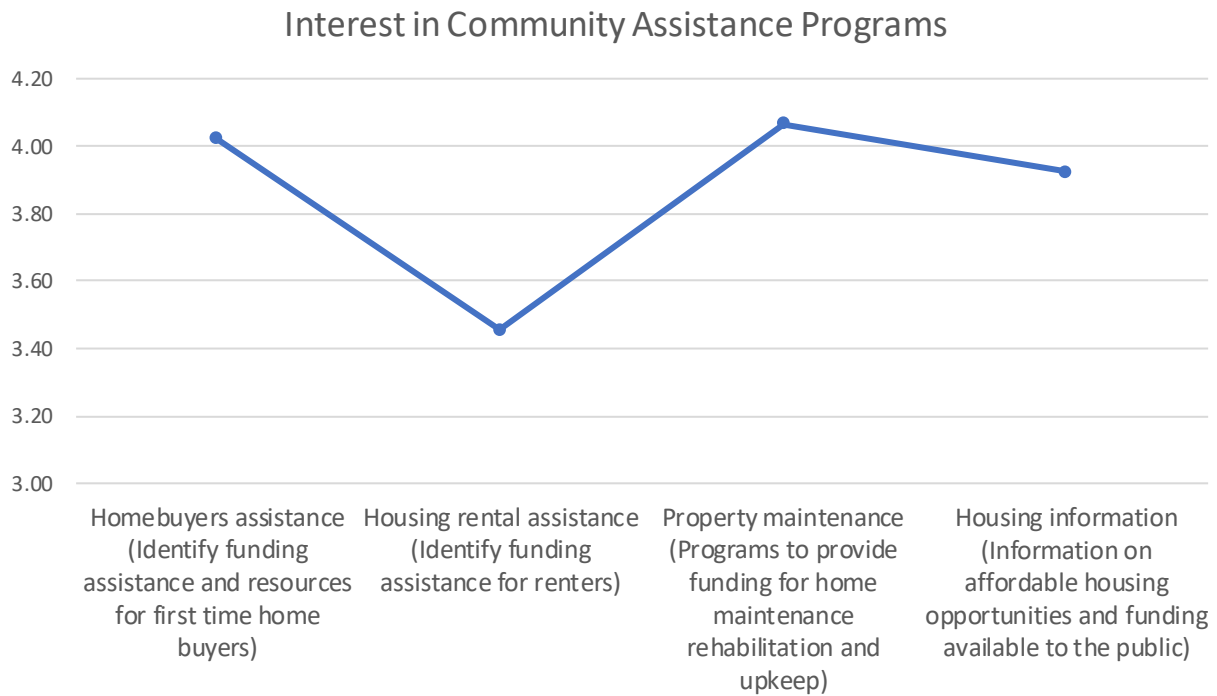 Interest in Community Assistance Programs
4.20
4.00
3.80
3.60
3.40
3.20
3.00
Homebuyers assistance
(Identify funding
assistance and resources
for first time home
buyers)
Housing rental assistance
(Identify funding
assistance for renters)
Property maintenance
(Programs to provide
funding for home
maintenance
rehabilitation and
upkeep)
Housing information
(Information on
affordable housing
opportunities and funding
available to the public)